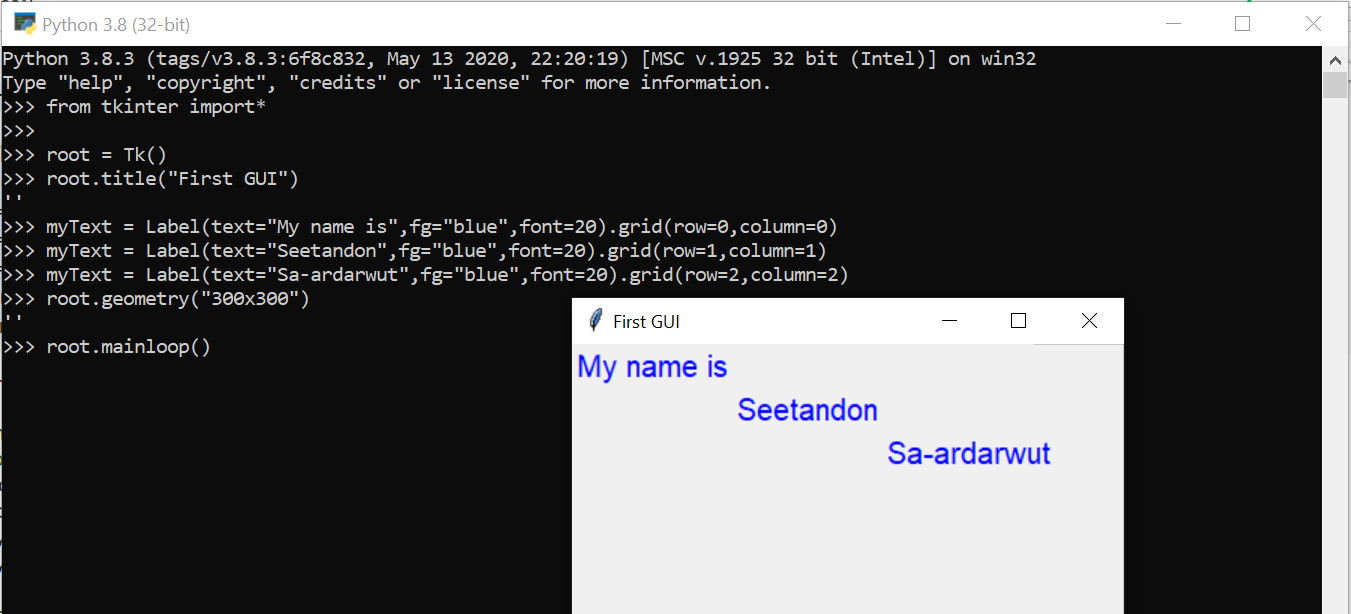 Python 3.8 (32-bit)
Python 3.8.3 (tags/v3.8.3:6f8c832, May 13 2020, 22:20:19) [MSC v.1925 32 bit (Intel)] on win32
Type "help", "copyright", "credits" or "license" for more information.
>>> from tkinter import*
>>>
>>> root = Tk()
>>> root.title("First GUI")
''
>>> myText = Label(text="My name is",fg="blue",font=20).grid(row=0,column=0)
>>> myText = Label(text="Seetandon",fg="blue",font=20).grid(row=1,column=1)
>>> myText = Label(text="Sa-ardarwut",fg="blue",font=20).grid(row=2,column=2)
>>> root.geometry("300x300")
''
>>> root.mainloop()
First GUI
My name is
Seetandon
Sa-ardarwut